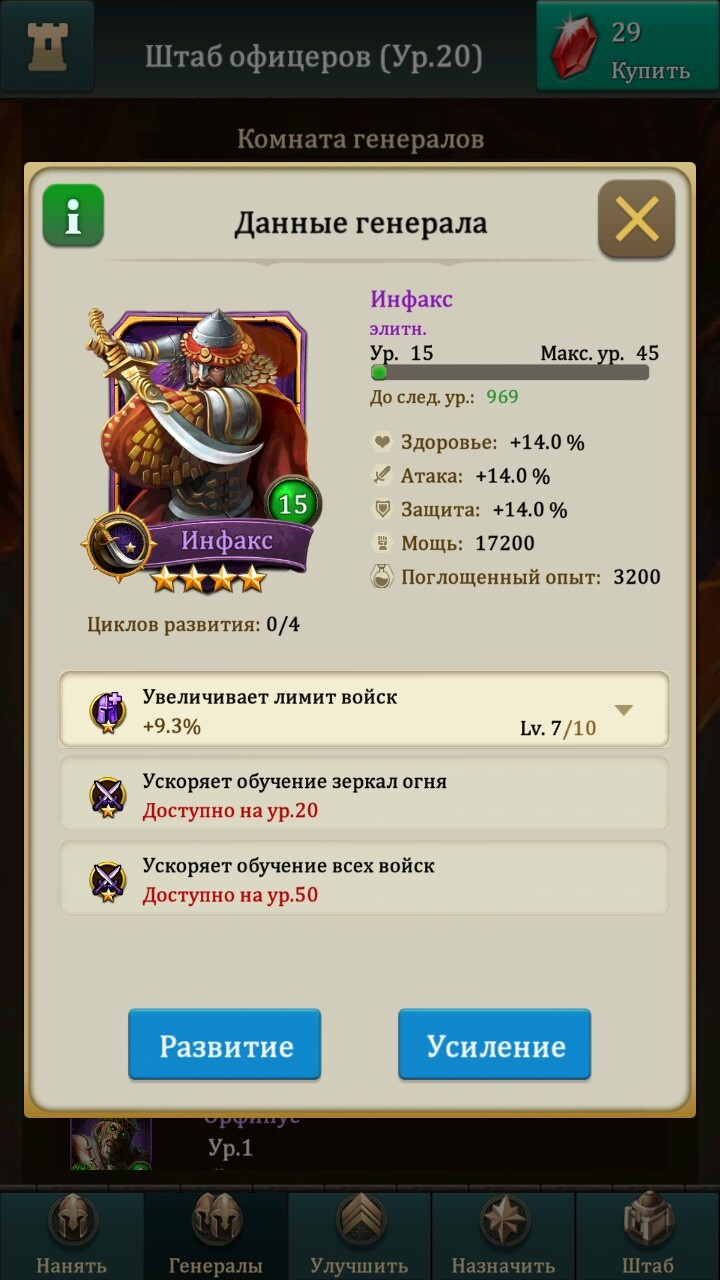 Штаб офицеров (Ур.20)
29
Купить
Комната генералов
Данные генерала
Инфакс
элитн.
Ур. 15
Макс. ур. 45
До след. ур.: 969
Здоровье: +14.0 %
Атака: +14.0 %
Защита: +14.0 %
Мощь: 17200
Поглощенный опыт: 3200
15
Инфакс
Циклов развития: 0/4
Увеличивает лимит войск
+9.3%
Lv. 7/10
Ускоряет обучение зеркал огня
Доступно на ур.20
Ускоряет обучение всех войск
Доступно на ур.50
Развитие
Усиление
Ур.1
Нанять
Генералы
Улучшить
Назначить
Штаб